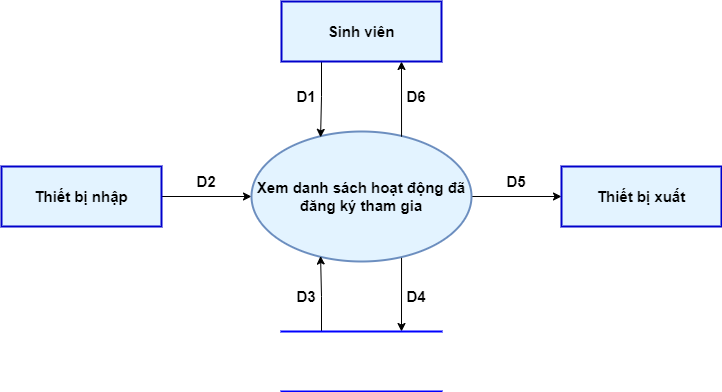 Sinh viên
D1
D6
Thiết bị nhập
D2
Xem danh sách hoạt động đã
đăng ký tham gia
D5
Thiết bị xuất
D3
D4